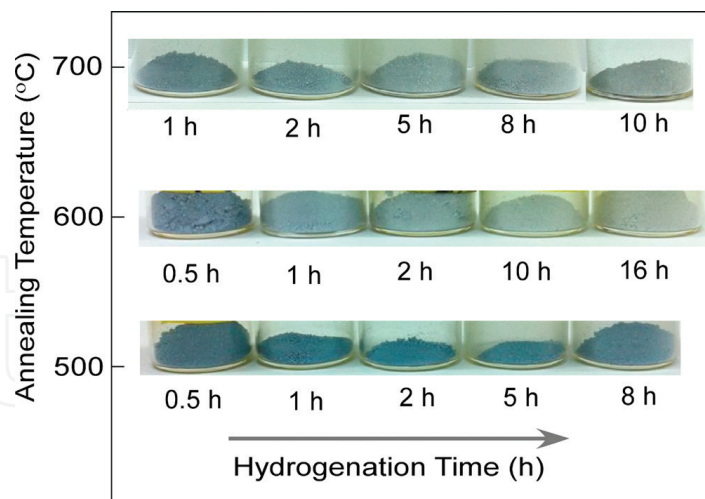 Annealing Temperature (°C)
700
1 h 2 h 5 h 8 h 10 h
600
0.5 h 1 h 2 h 10 h 16 h
500
0.5 h 1 h 2 h 5 h 8 h
Hydrogenation Time (h)